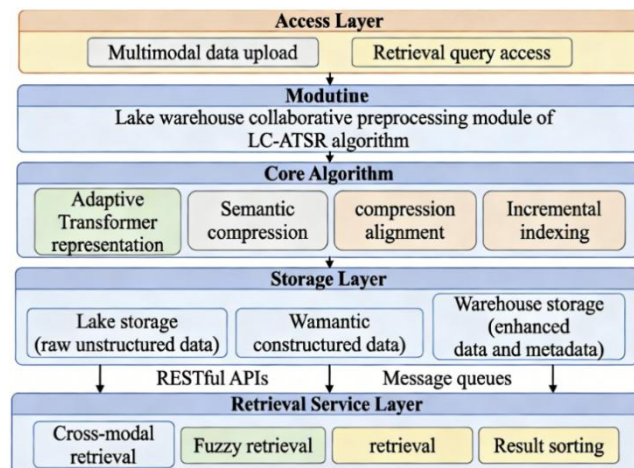 Access Layer
Multimodal data upload
Retrieval query access
Modutine
Lake warehouse collaborative preprocessing module of
LC-ATSR algorithm
Core Algorithm
Adaptive
Transformer
representation
Semantic
compression
compression
alignment
Incremental
indexing
Storage Layer
Lake storage
(raw unstructured data)
Wamantic
constructured data)
Warehouse storage
(enhanced
data and metadata)
RESTful APIs
Message queues
Retrieval Service Layer
Cross-modal
retrieval
Fuzzy retrieval
retrieval
Result sorting